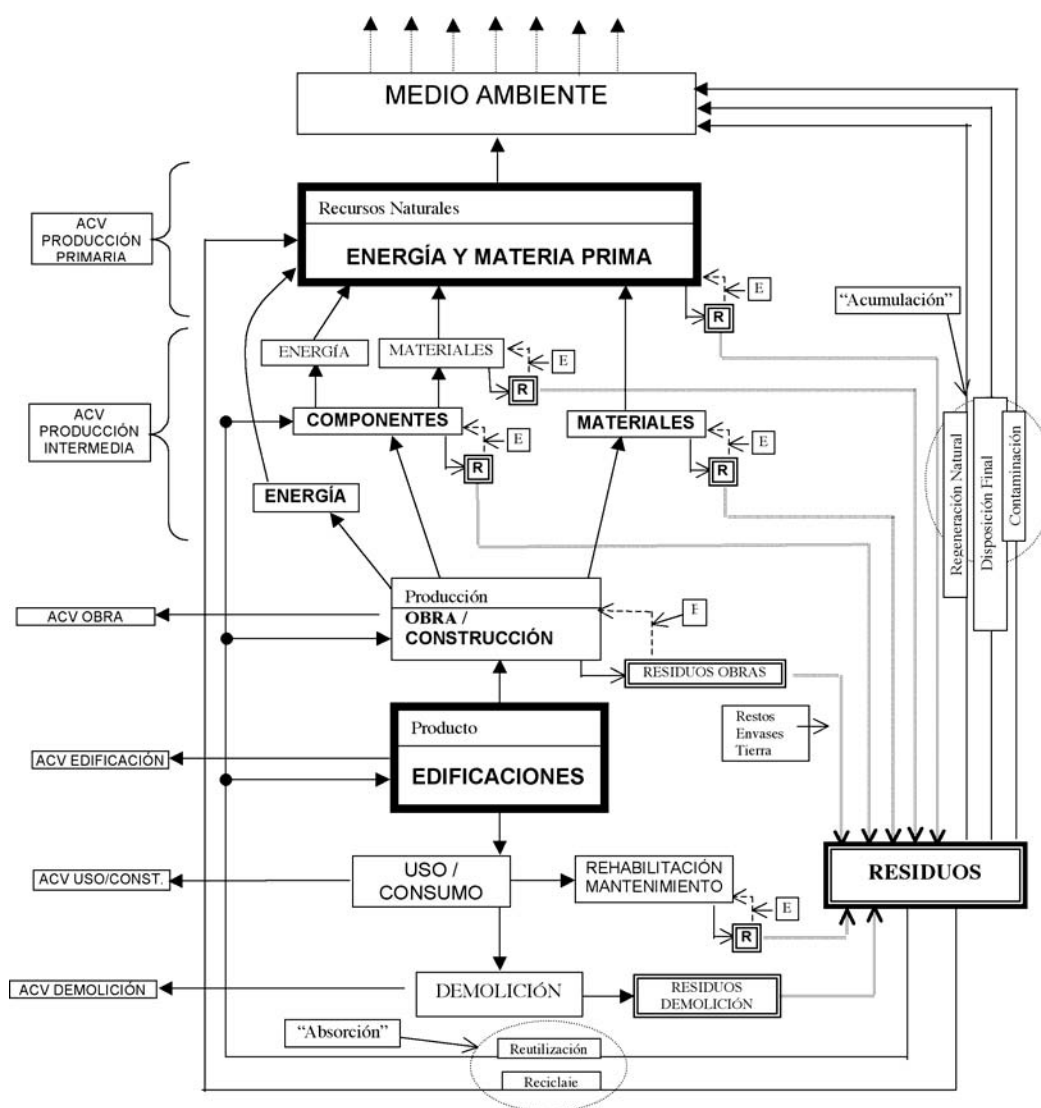 MEDIO AMBIENTE
Recursos Naturales
ENERGÍA Y MATERIA PRIMA
ACV
PRODUCCIÓN
PRIMARIA
E
R
"Acumulación"
ENERGÍA
MATERIALES
E
R
ACV
PRODUCCIÓN
INTERMEDIA
COMPONENTES
E
R
MATERIALES
E
R
ENERGÍA
Regeneración Natural
Disposición Final
Contaminación
Producción
OBRA /
CONSTRUCCIÓN
ACV OBRA
E
RESIDUOS OBRAS
Restos
Envases
Tierra
Producto
EDIFICACIONES
ACV EDIFICACIÓN
USO /
CONSUMO
ACV USO/CONST.
REHABILITACIÓN
MANTENIMIENTO
E
R
RESIDUOS
DEMOLICIÓN
ACV DEMOLICIÓN
RESIDUOS
DEMOLICIÓN
"Absorción"
Reutilización
Reciclaje